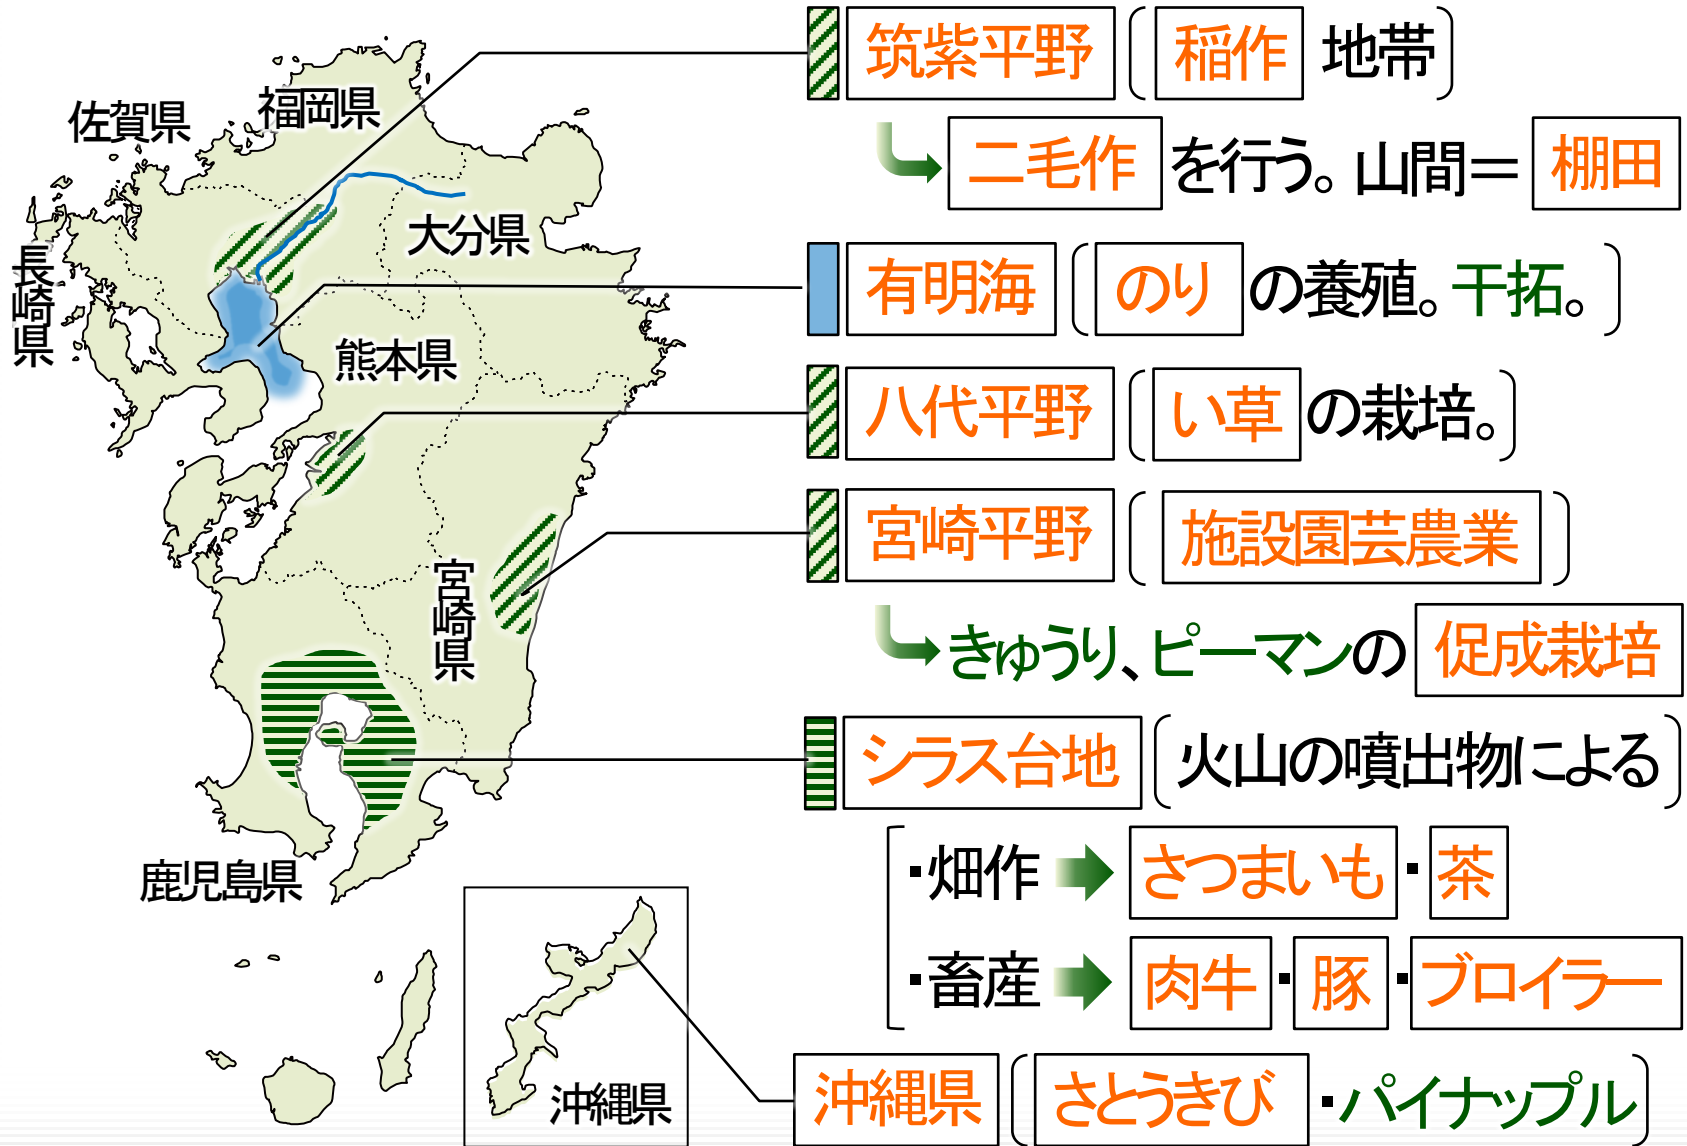 筑紫平野（稲作 地帯）
二毛作 を行う。山間＝ 棚田
有明海（のり の養殖。干拓。）
八代平野（い草 の栽培。）
宮崎平野（施設園芸農業）
きゅうり、ピーマンの 促成栽培
シラス台地（火山の噴出物による）
・畑作 さつまいも・茶
・畜産 肉牛・豚・ブロイラー
沖縄県（さとうきび・パイナップル）
福岡県
佐賀県
大分県
長崎県
熊本県
宮崎県
鹿児島県
沖縄県